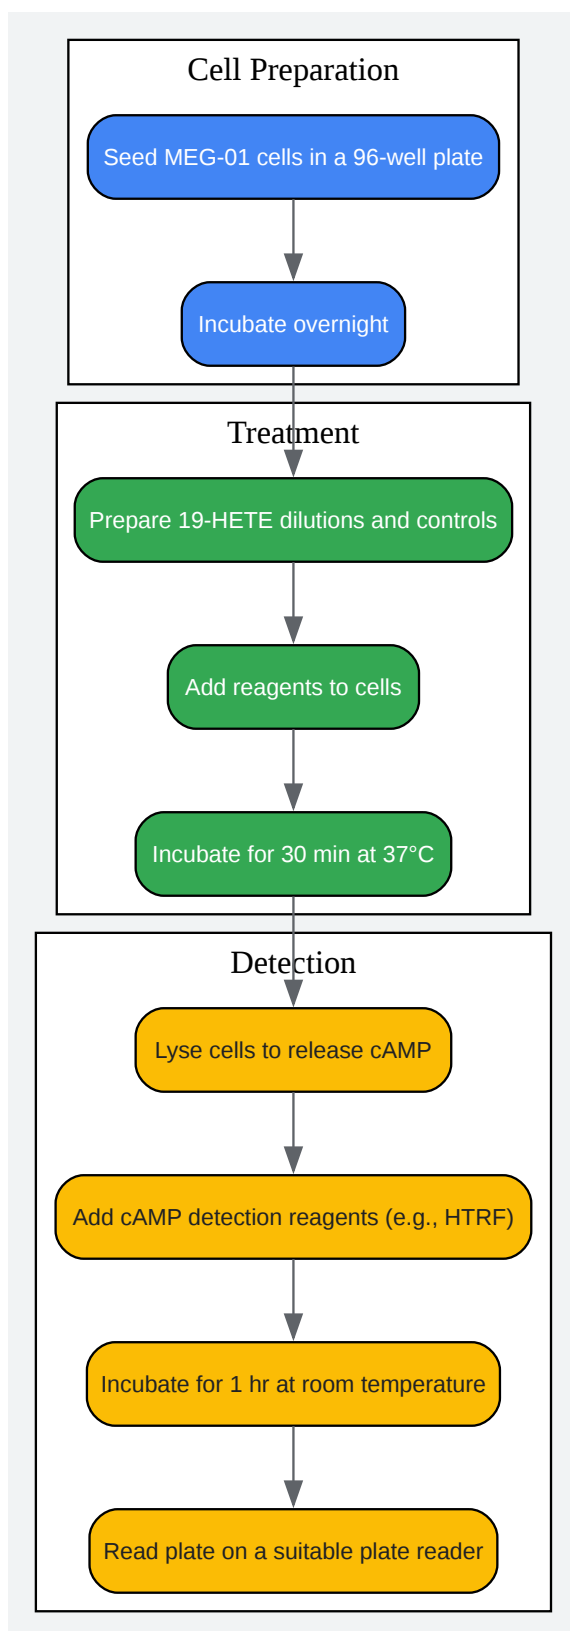 Cell Preparation
Seed MEG-01 cells in a 96-well plate
Incubate overnight
Treatment
Prepare 19-HETE dilutions and controls
Add reagents to cells
Incubate for 30 min at 37°C
Detection
Lyse cells to release cAMP
Add cAMP detection reagents (e.g., HTRF)
Incubate for 1 hr at room temperature
Read plate on a suitable plate reader